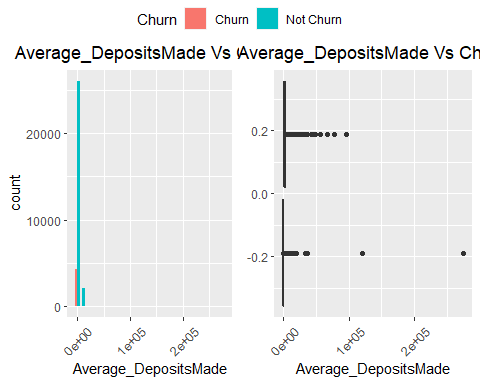 Churn Churn Not Churn
Average_DepositsMade Vs
Average_DepositsMade Vs Ch
20000
10000
0
count
0e+00 1e+05 2e+05
Average_DepositsMade
0.2
0.0
-0.2
0e+00 1e+05 2e+05
Average_DepositsMade